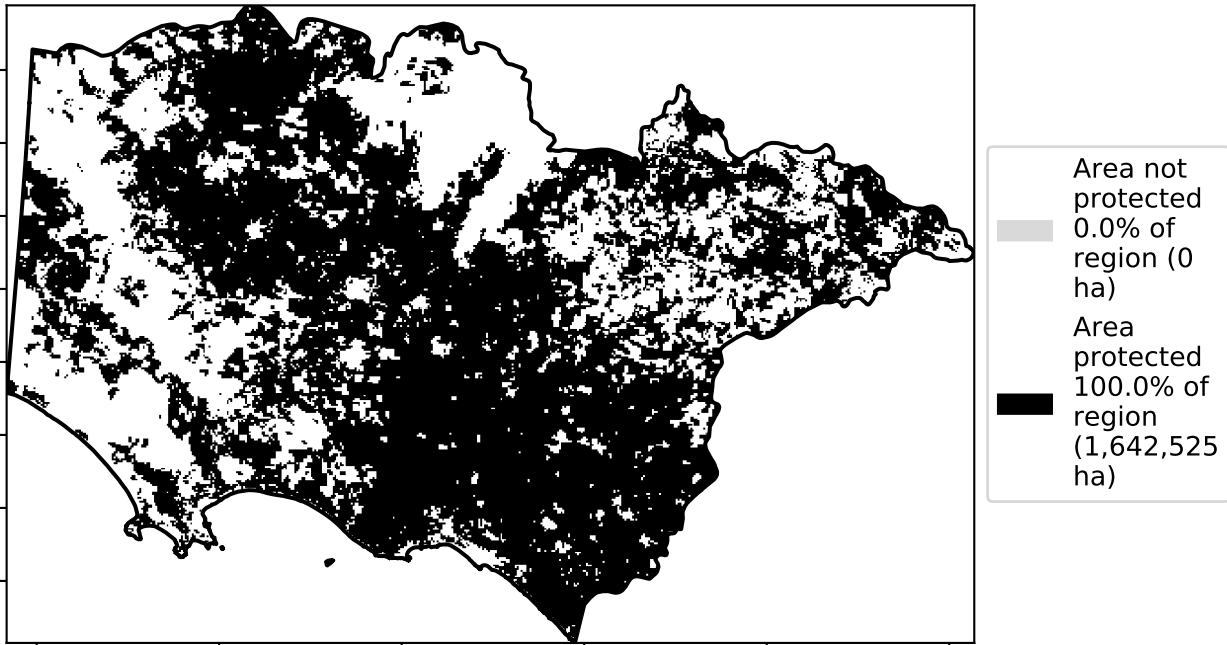 Area not
protected
0.0% of
region (0
ha)
Area
protected
100.0% of
region
(1,642,525
ha)